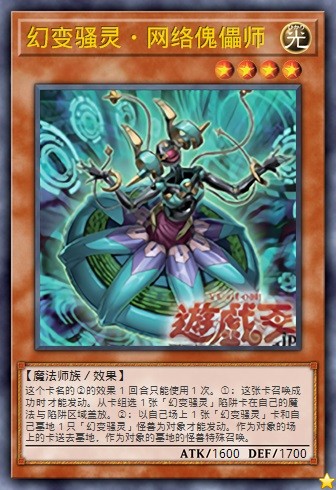 幻变骚灵·网络傀儡师
光
遊戯王
【魔法师族／效果】
这个卡名的②的效果 1 回合只能使用 1 次。①：这张卡召唤成
功时才能发动。从卡组选 1 张「幻变骚灵」陷阱卡在自己的魔
法与陷阱区域盖放。②：以自己场上 1 张「幻变骚灵」卡和自
己墓地 1 只「幻变骚灵」怪兽为对象才能发动。作为对象的场
上的卡送去墓地，作为对象的墓地的怪兽特殊召唤。
ATK/1600 DEF/1700